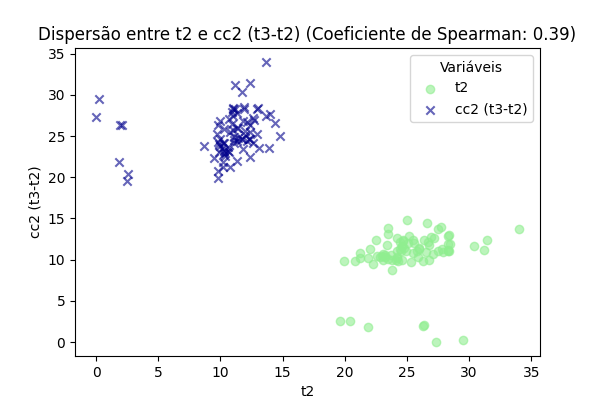 Dispersão entre t2 e cc2 (t3-t2) (Coeficiente de Spearman: 0.39)
35
30
25
20
15
10
5
0
cc2 (t3-t2)
Variáveis
t2
cc2 (t3-t2)
0
5
10
15
20
25
30
35
t2